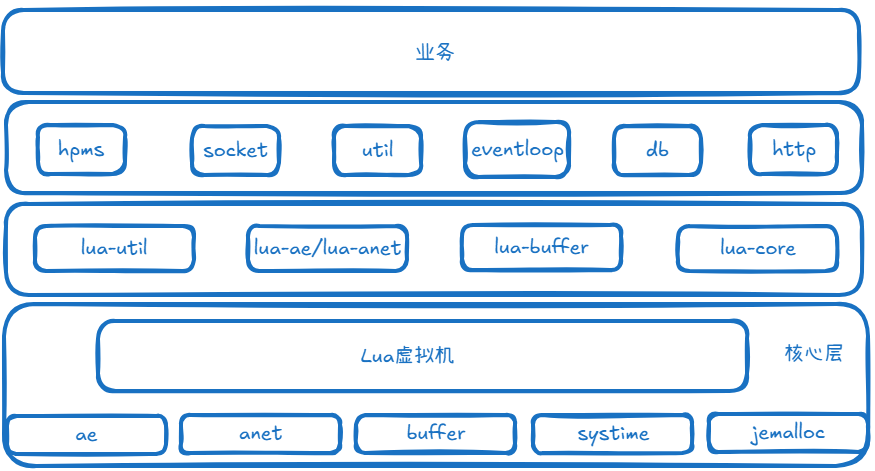 业务
hpms
socket
util
eventloop
db
http
lua-util
lua-ae/lua-anet
lua-buffer
lua-core
Lua虚拟机
核心层
ae
anet
buffer
systime
jemalloc